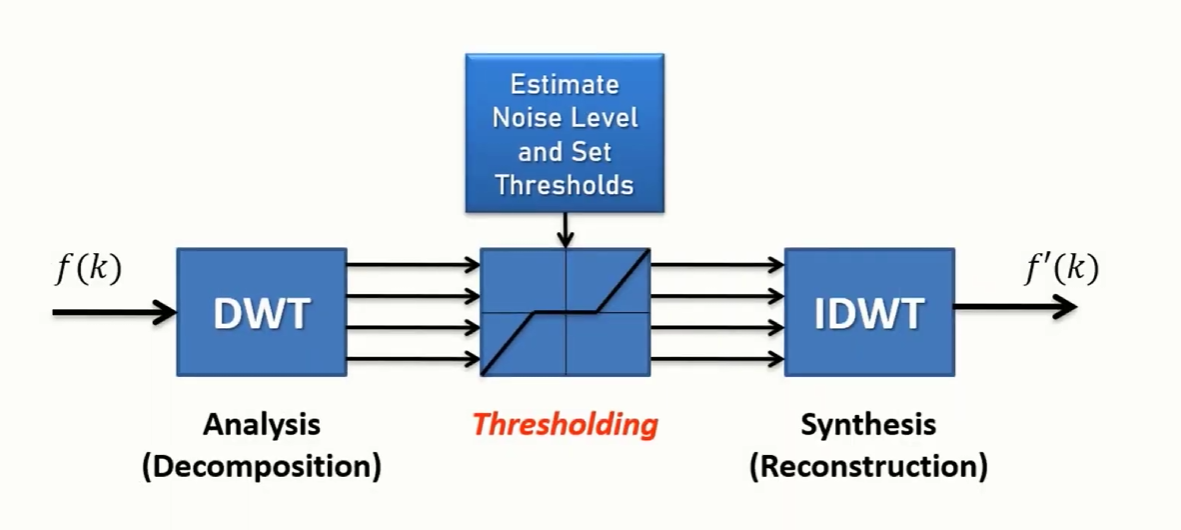 Estimate
Noise Level
and Set
Thresholds
f(k)
DWT
IDWT
f′(k)
Analysis
(Decomposition)
Thresholding
Synthesis
(Reconstruction)